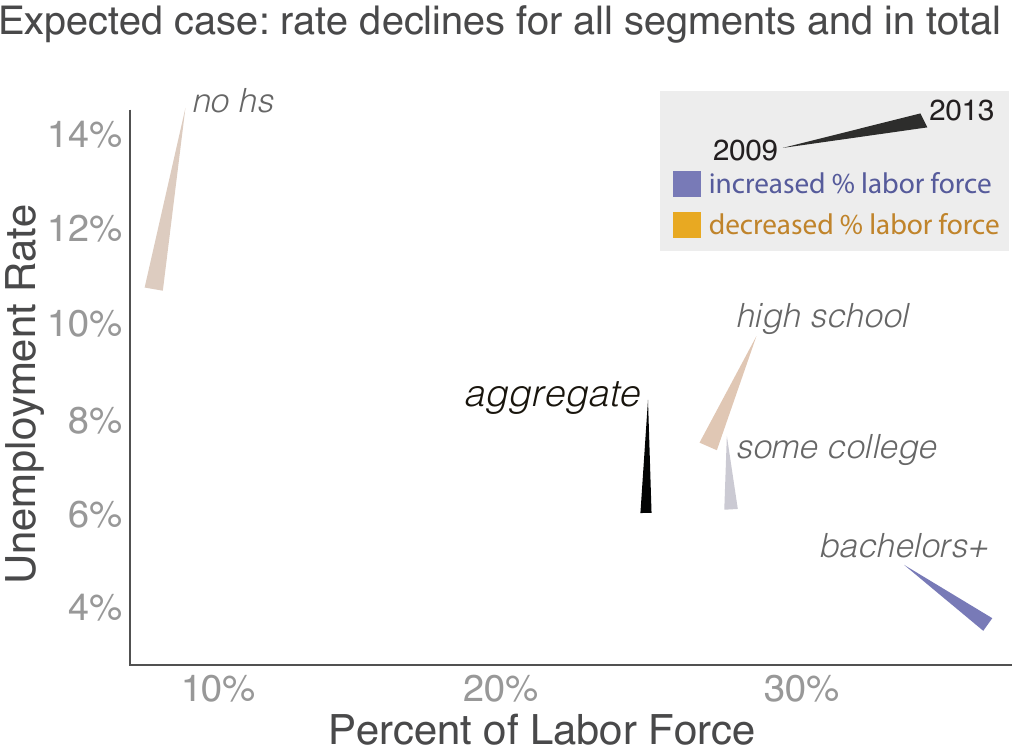 Expected case: rate declines for all segments and in total
no hs
2013
2009
increased % labor force
decreased % labor force
14%
12%
10%
8%
6%
4%
Unemployment Rate
high school
aggregate
some college
bachelors+
10%
20%
30%
Percent of Labor Force